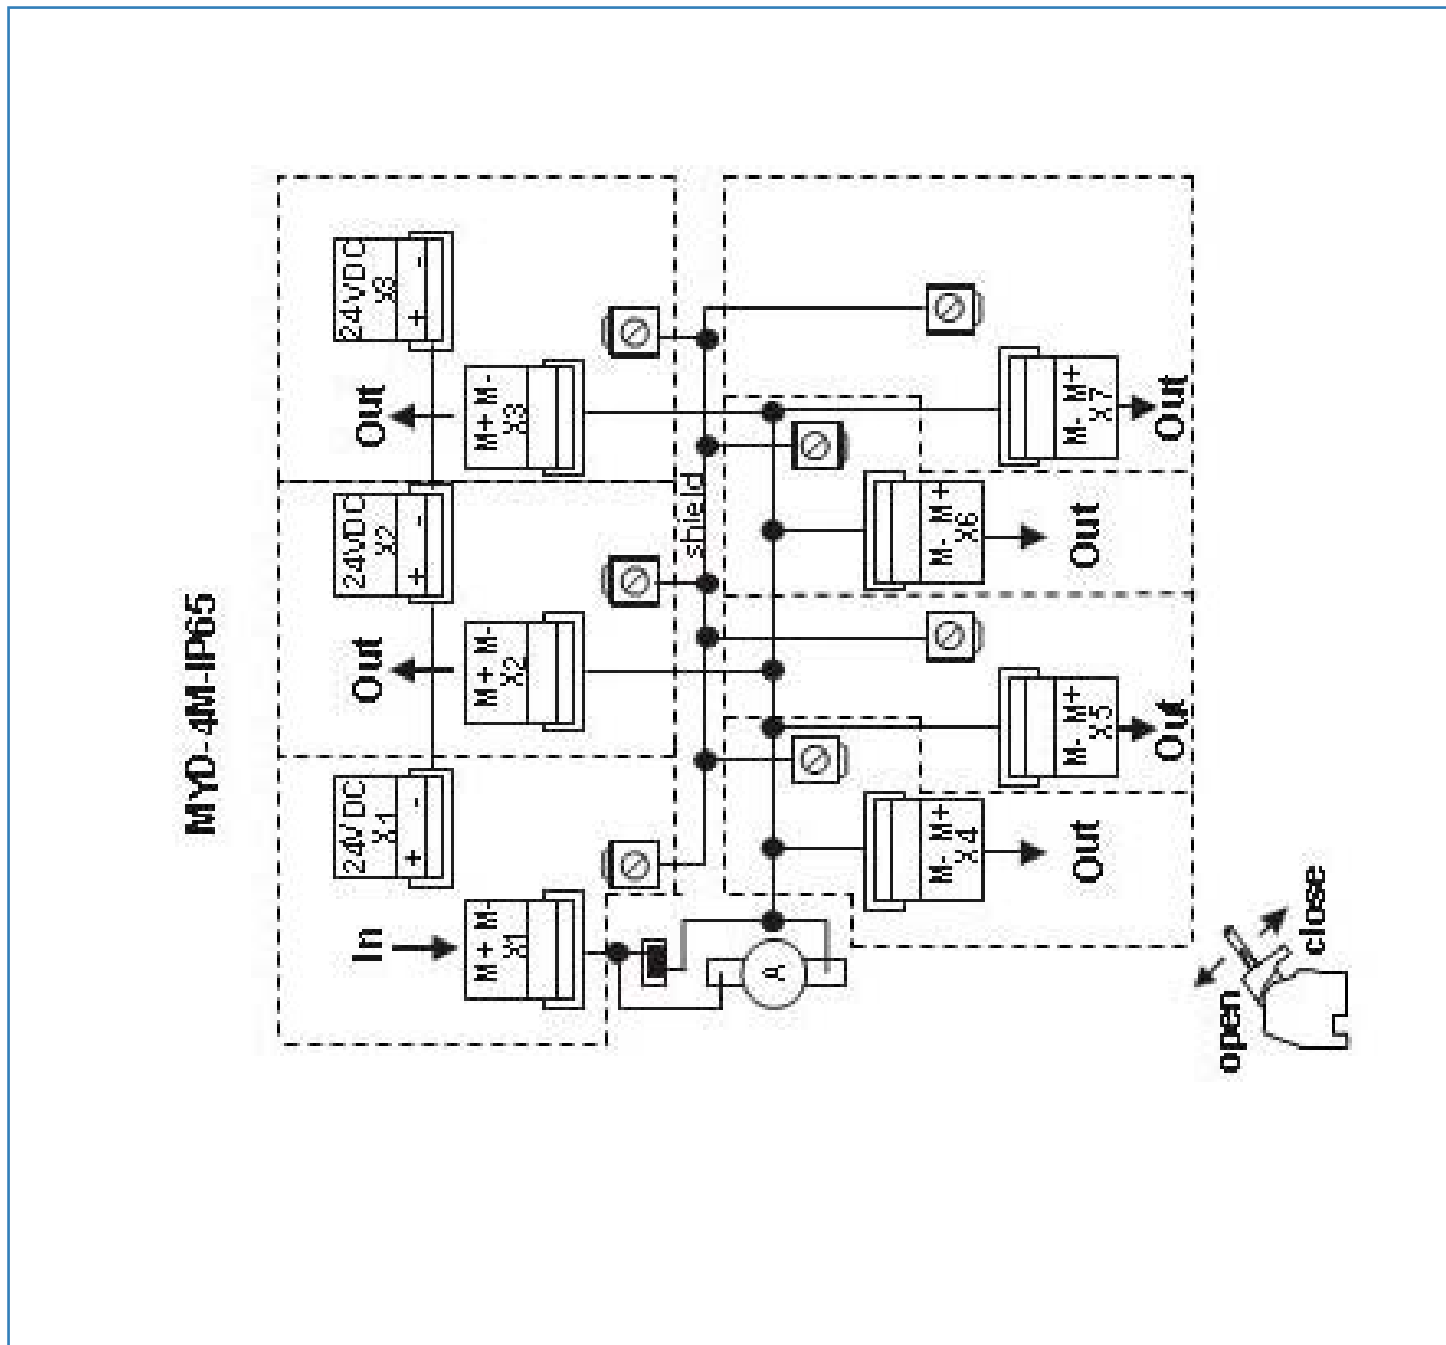 MYD-4M-IP65
24VDC
X1
+ -
24VDC
X2
+ -
24VDC
X3
+ -
In
M+ M-
X1
Out
M+ M-
X2
Out
M+ M-
X3
shield
A
M- M+
X4
Out
M- M+
X5
Out
M- M+
X6
Out
M- M+
X7
Out
open
close